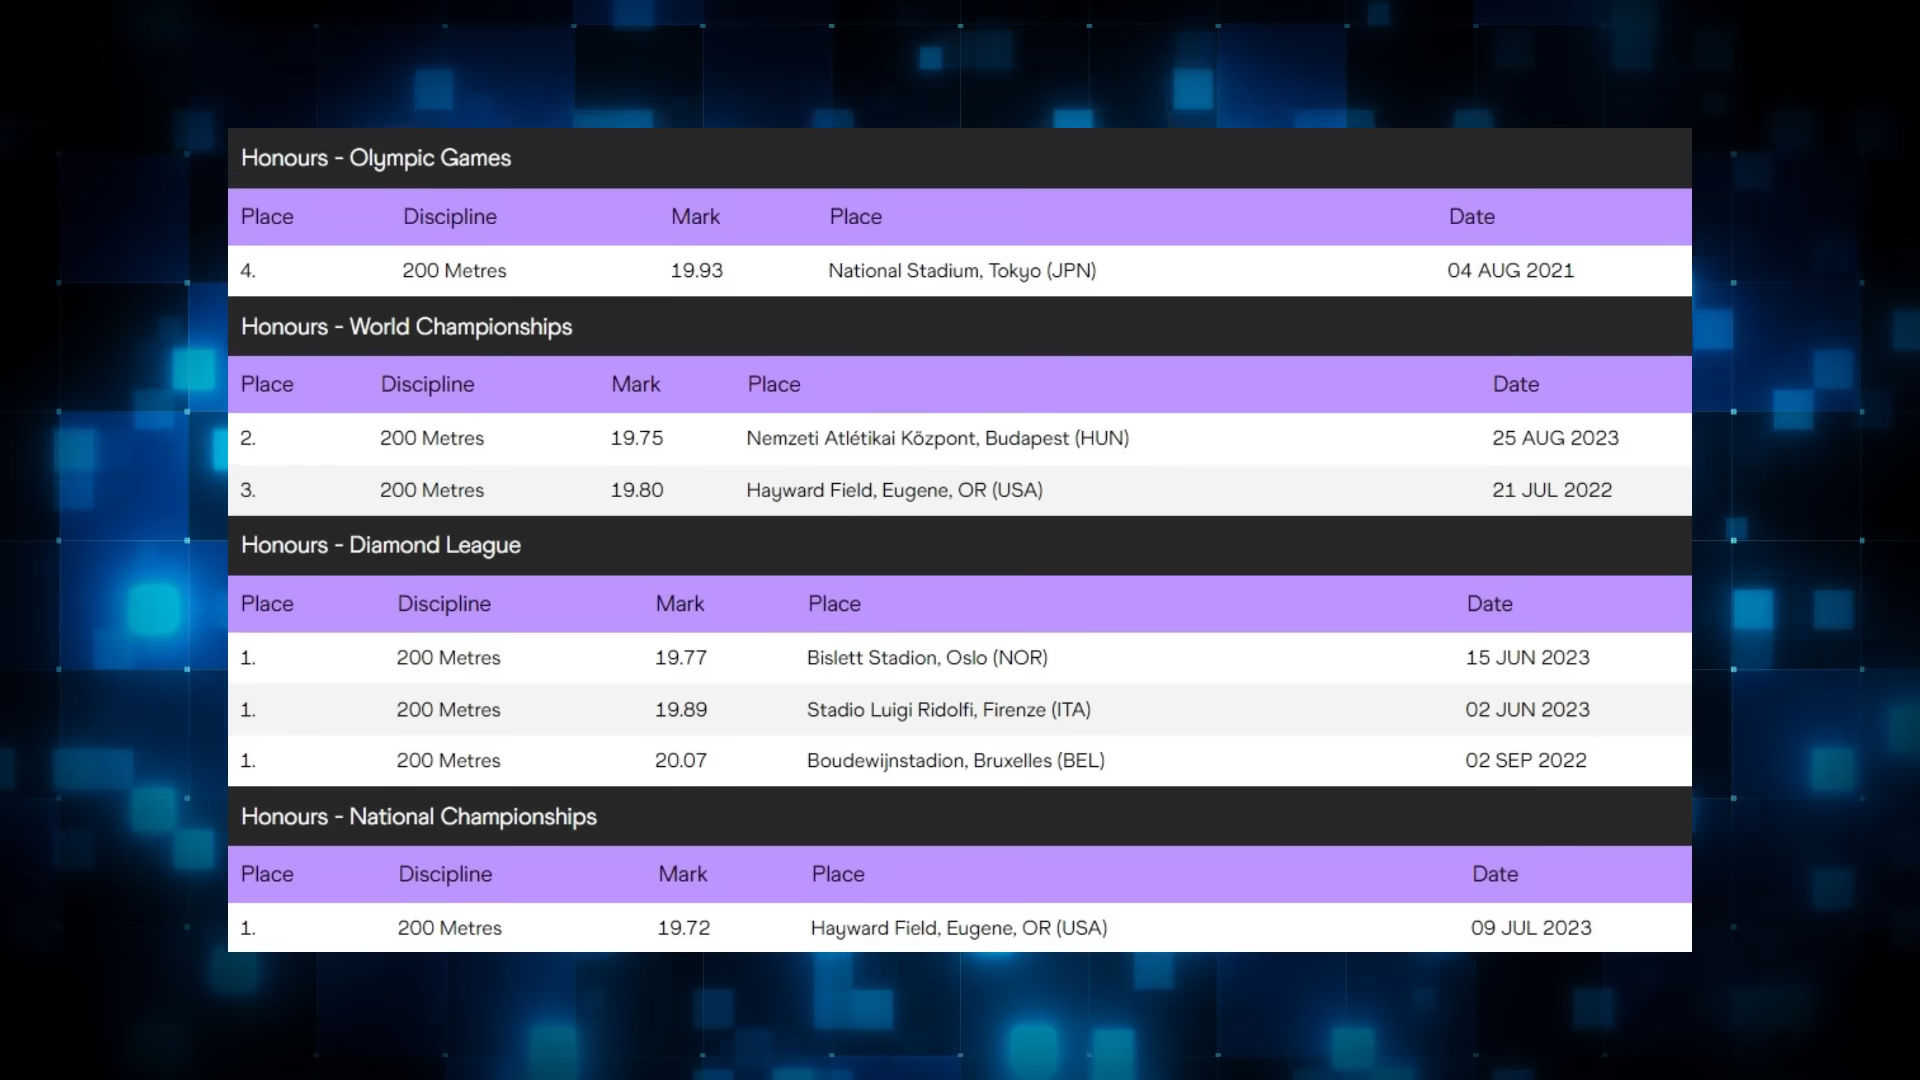 Honours - Olympic Games
Place Discipline Mark Place Date
4. 200 Metres 19.93 National Stadium, Tokyo (JPN) 04 AUG 2021
Honours - World Championships
Place Discipline Mark Place Date
2. 200 Metres 19.75 Nemzeti Atlétikai Központ, Budapest (HUN) 25 AUG 2023
3. 200 Metres 19.80 Hayward Field, Eugene, OR (USA) 21 JUL 2022
Honours - Diamond League
Place Discipline Mark Place Date
1. 200 Metres 19.77 Bislett Stadion, Oslo (NOR) 15 JUN 2023
1. 200 Metres 19.89 Stadio Luigi Ridolfi, Firenze (ITA) 02 JUN 2023
1. 200 Metres 20.07 Boudewijnstadion, Bruxelles (BEL) 02 SEP 2022
Honours - National Championships
Place Discipline Mark Place Date
1. 200 Metres 19.72 Hayward Field, Eugene, OR (USA) 09 JUL 2023